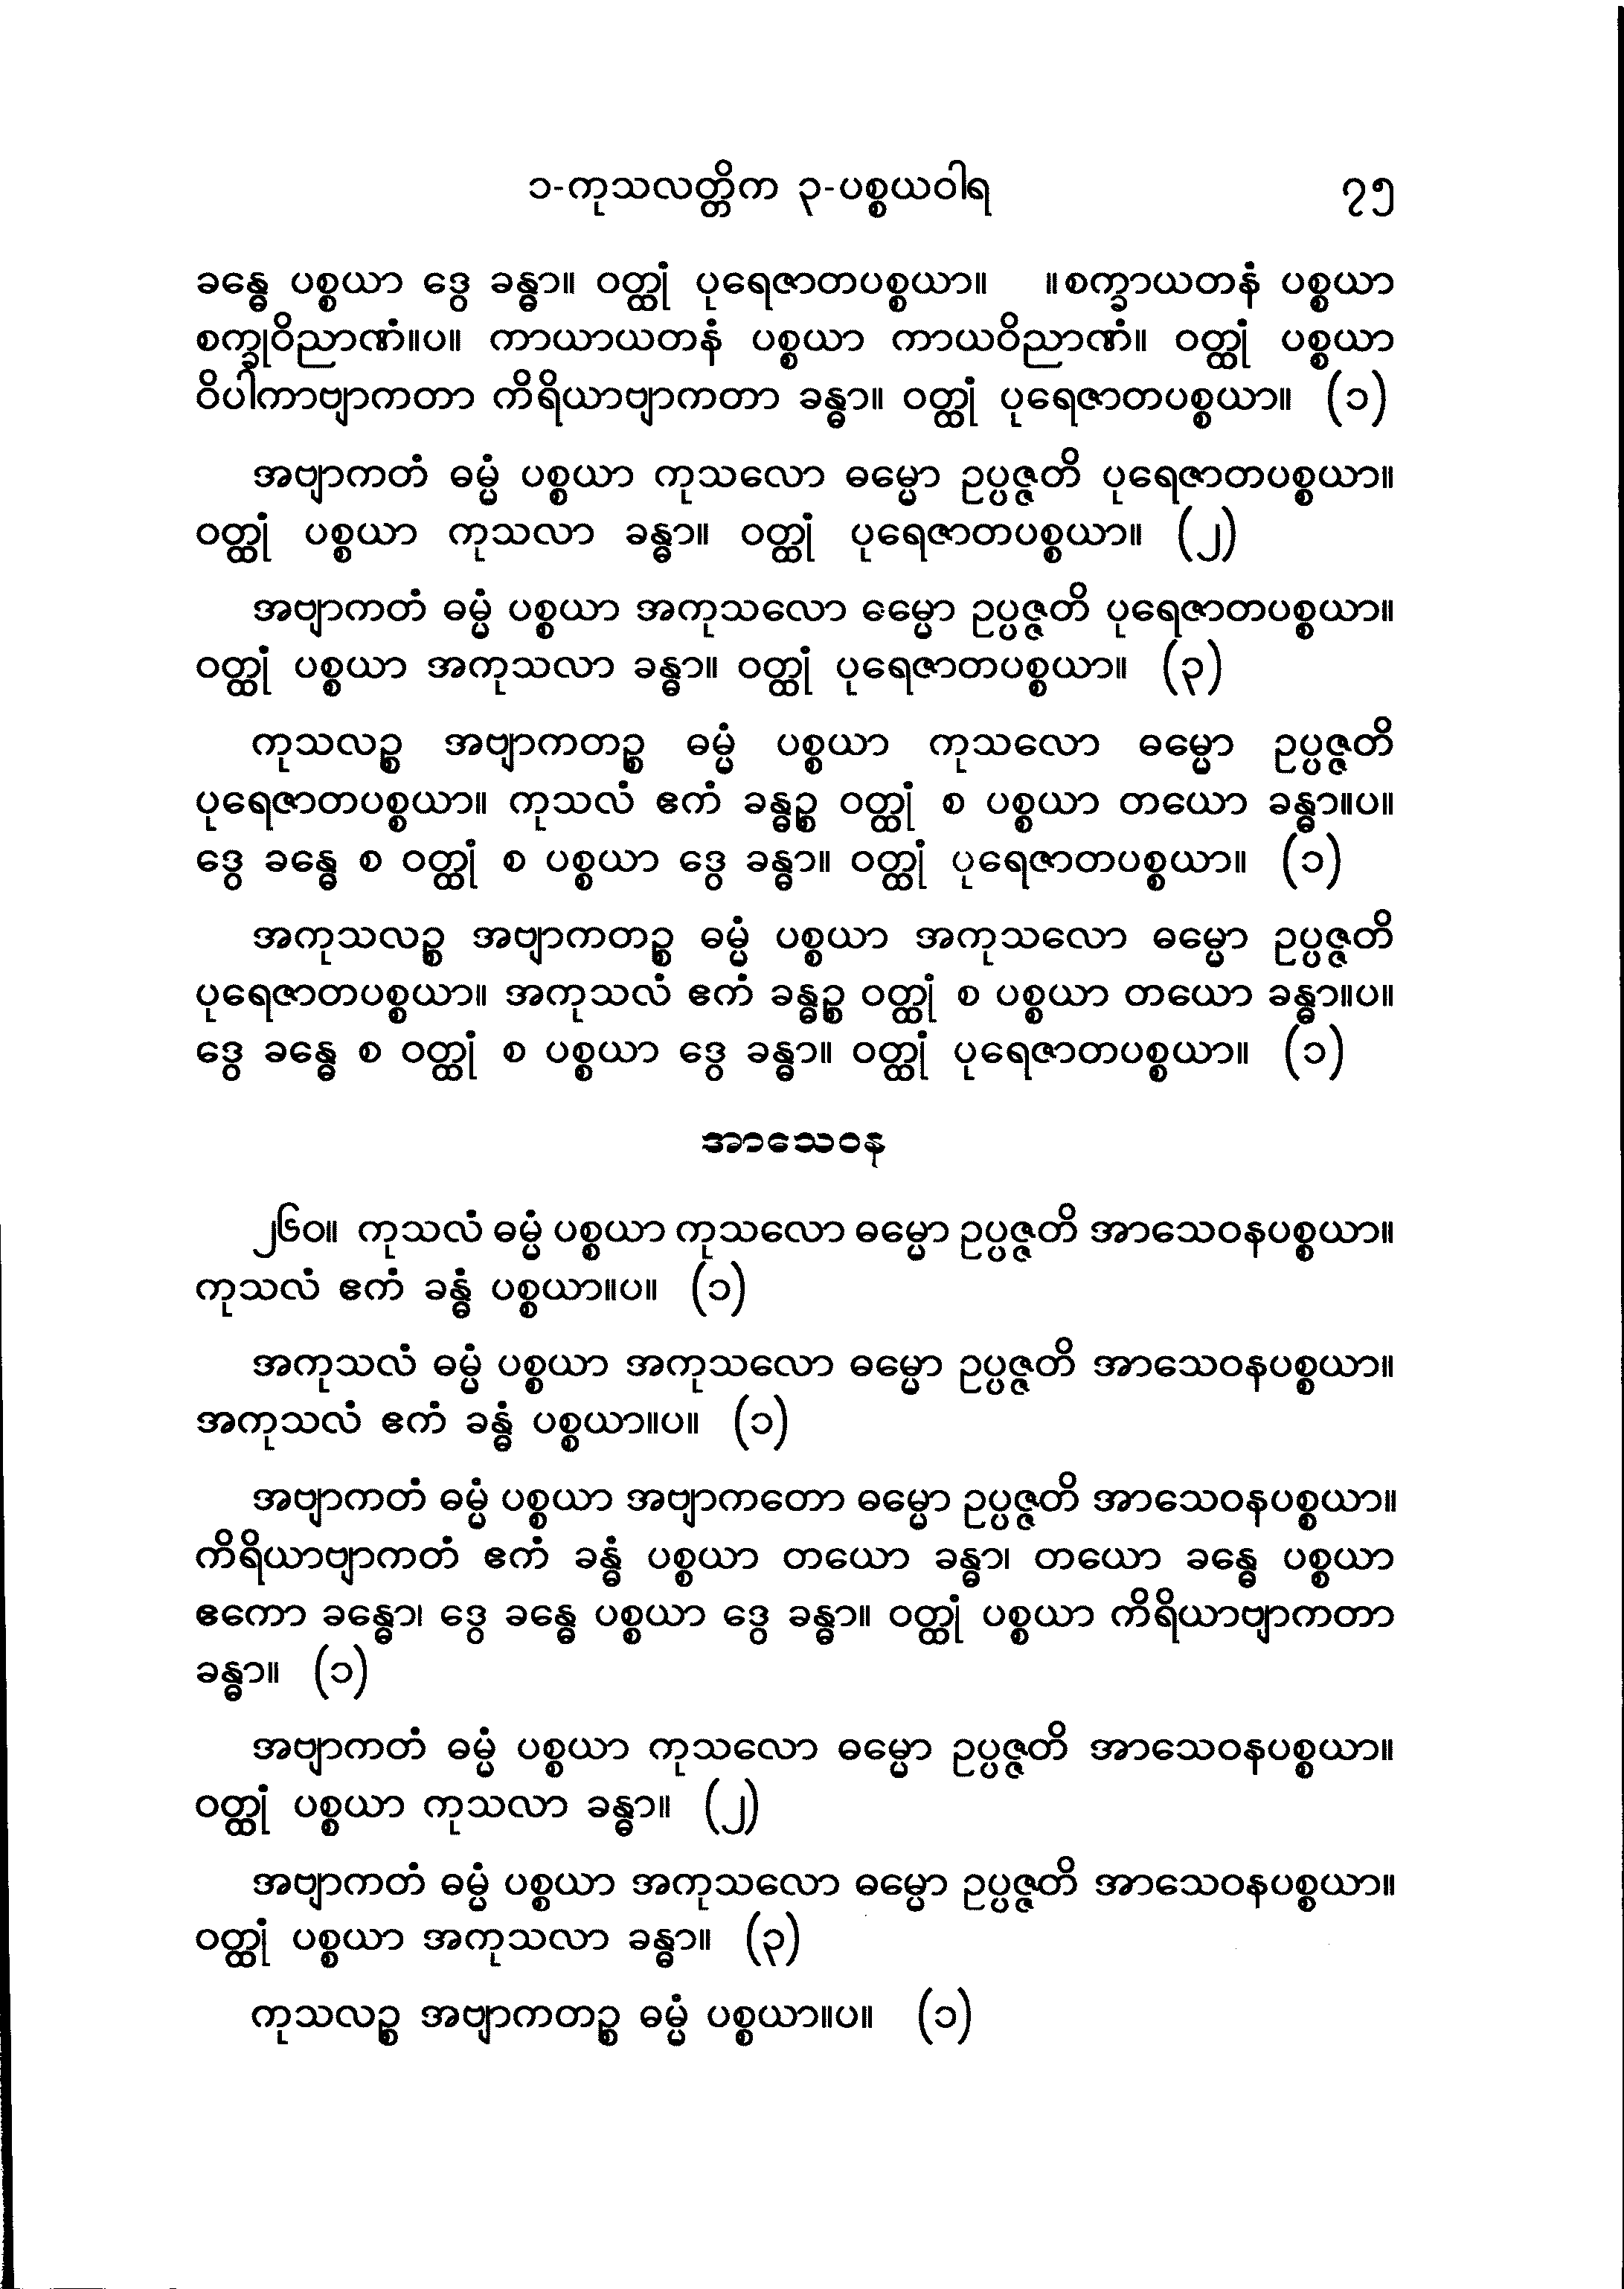 ၁-ကုသလတ္တိက ၃-ပစ္စယဝါရ ၇၅
ခန္ဓေ ပစ္စယာ ဒွေ ခန္ဓာ။ ဝတ္ထုံ ပုရေဇာတပစ္စယာ။ ။စက္ခာယတနံ ပစ္စယာ
စက္ခုဝိညာဏံ။ပ။ ကာယာယတနံ ပစ္စယာ ကာယဝိညာဏံ။ ဝတ္ထုံ ပစ္စယာ
ဝိပါကာဗျာကတာ ကိရိယာဗျာကတာ ခန္ဓာ။ ဝတ္ထုံ ပုရေဇာတပစ္စယာ။ (၁)
အဗျာကတံ ဓမ္မံ ပစ္စယာ ကုသလော ဓမ္မော ဥပ္ပဇ္ဇတိ ပုရေဇာတပစ္စယာ။
ဝတ္ထုံ ပစ္စယာ ကုသလာ ခန္ဓာ။ ဝတ္ထုံ ပုရေဇာတပစ္စယာ။ (၂)
အဗျာကတံ ဓမ္မံ ပစ္စယာ အကုသလော ဓမ္မော ဥပ္ပဇ္ဇတိ ပုရေဇာတပစ္စယာ။
ဝတ္ထုံ ပစ္စယာ အကုသလာ ခန္ဓာ။ ဝတ္ထုံ ပုရေဇာတပစ္စယာ။ (၃)
ကုသလဉ္စ အဗျာကတဉ္စ ဓမ္မံ ပစ္စယာ ကုသလော ဓမ္မော ဥပ္ပဇ္ဇတိ
ပုရေဇာတပစ္စယာ။ ကုသလံ ဧကံ ခန္ဓဉ္စ ဝတ္ထုံ စ ပစ္စယာ တယော ခန္ဓာ။ပ။
ဒွေ ခန္ဓေ စ ဝတ္ထုံ စ ပစ္စယာ ဒွေ ခန္ဓာ။ ဝတ္ထုံ ပုရေဇာတပစ္စယာ။ (၁)
အကုသလဉ္စ အဗျာကတဉ္စ ဓမ္မံ ပစ္စယာ အကုသလော ဓမ္မော ဥပ္ပဇ္ဇတိ
ပုရေဇာတပစ္စယာ။ အကုသလံ ဧကံ ခန္ဓဉ္စ ဝတ္ထုံ စ ပစ္စယာ တယော ခန္ဓာ။ပ။
ဒွေ ခန္ဓေ စ ဝတ္ထုံ စ ပစ္စယာ ဒွေ ခန္ဓာ။ ဝတ္ထုံ ပုရေဇာတပစ္စယာ။ (၁)
အာသေဝန
၂၆၀။ ကုသလံ ဓမ္မံ ပစ္စယာ ကုသလော ဓမ္မော ဥပ္ပဇ္ဇတိ အာသေဝနပစ္စယာ။
ကုသလံ ဧကံ ခန္ဓံ ပစ္စယာ။ပ။ (၁)
အကုသလံ ဓမ္မံ ပစ္စယာ အကုသလော ဓမ္မော ဥပ္ပဇ္ဇတိ အာသေဝနပစ္စယာ။
အကုသလံ ဧကံ ခန္ဓံ ပစ္စယာ။ပ။ (၁)
အဗျာကတံ ဓမ္မံ ပစ္စယာ အဗျာကတော ဓမ္မော ဥပ္ပဇ္ဇတိ အာသေဝနပစ္စယာ။
ကိရိယာဗျာကတံ ဧကံ ခန္ဓံ ပစ္စယာ တယော ခန္ဓာ၊ တယော ခန္ဓေ ပစ္စယာ
ဧကော ခန္ဓော၊ ဒွေ ခန္ဓေ ပစ္စယာ ဒွေ ခန္ဓာ။ ဝတ္ထုံ ပစ္စယာ ကိရိယာဗျာကတာ
ခန္ဓာ။ (၁)
အဗျာကတံ ဓမ္မံ ပစ္စယာ ကုသလော ဓမ္မော ဥပ္ပဇ္ဇတိ အာသေဝနပစ္စယာ။
ဝတ္ထုံ ပစ္စယာ ကုသလာ ခန္ဓာ။ (၂)
အဗျာကတံ ဓမ္မံ ပစ္စယာ အကုသလော ဓမ္မော ဥပ္ပဇ္ဇတိ အာသေဝနပစ္စယာ။
ဝတ္ထုံ ပစ္စယာ အကုသလာ ခန္ဓာ။ (၃)
ကုသလဉ္စ အဗျာကတဉ္စ ဓမ္မံ ပစ္စယာ။ပ။ (၁)